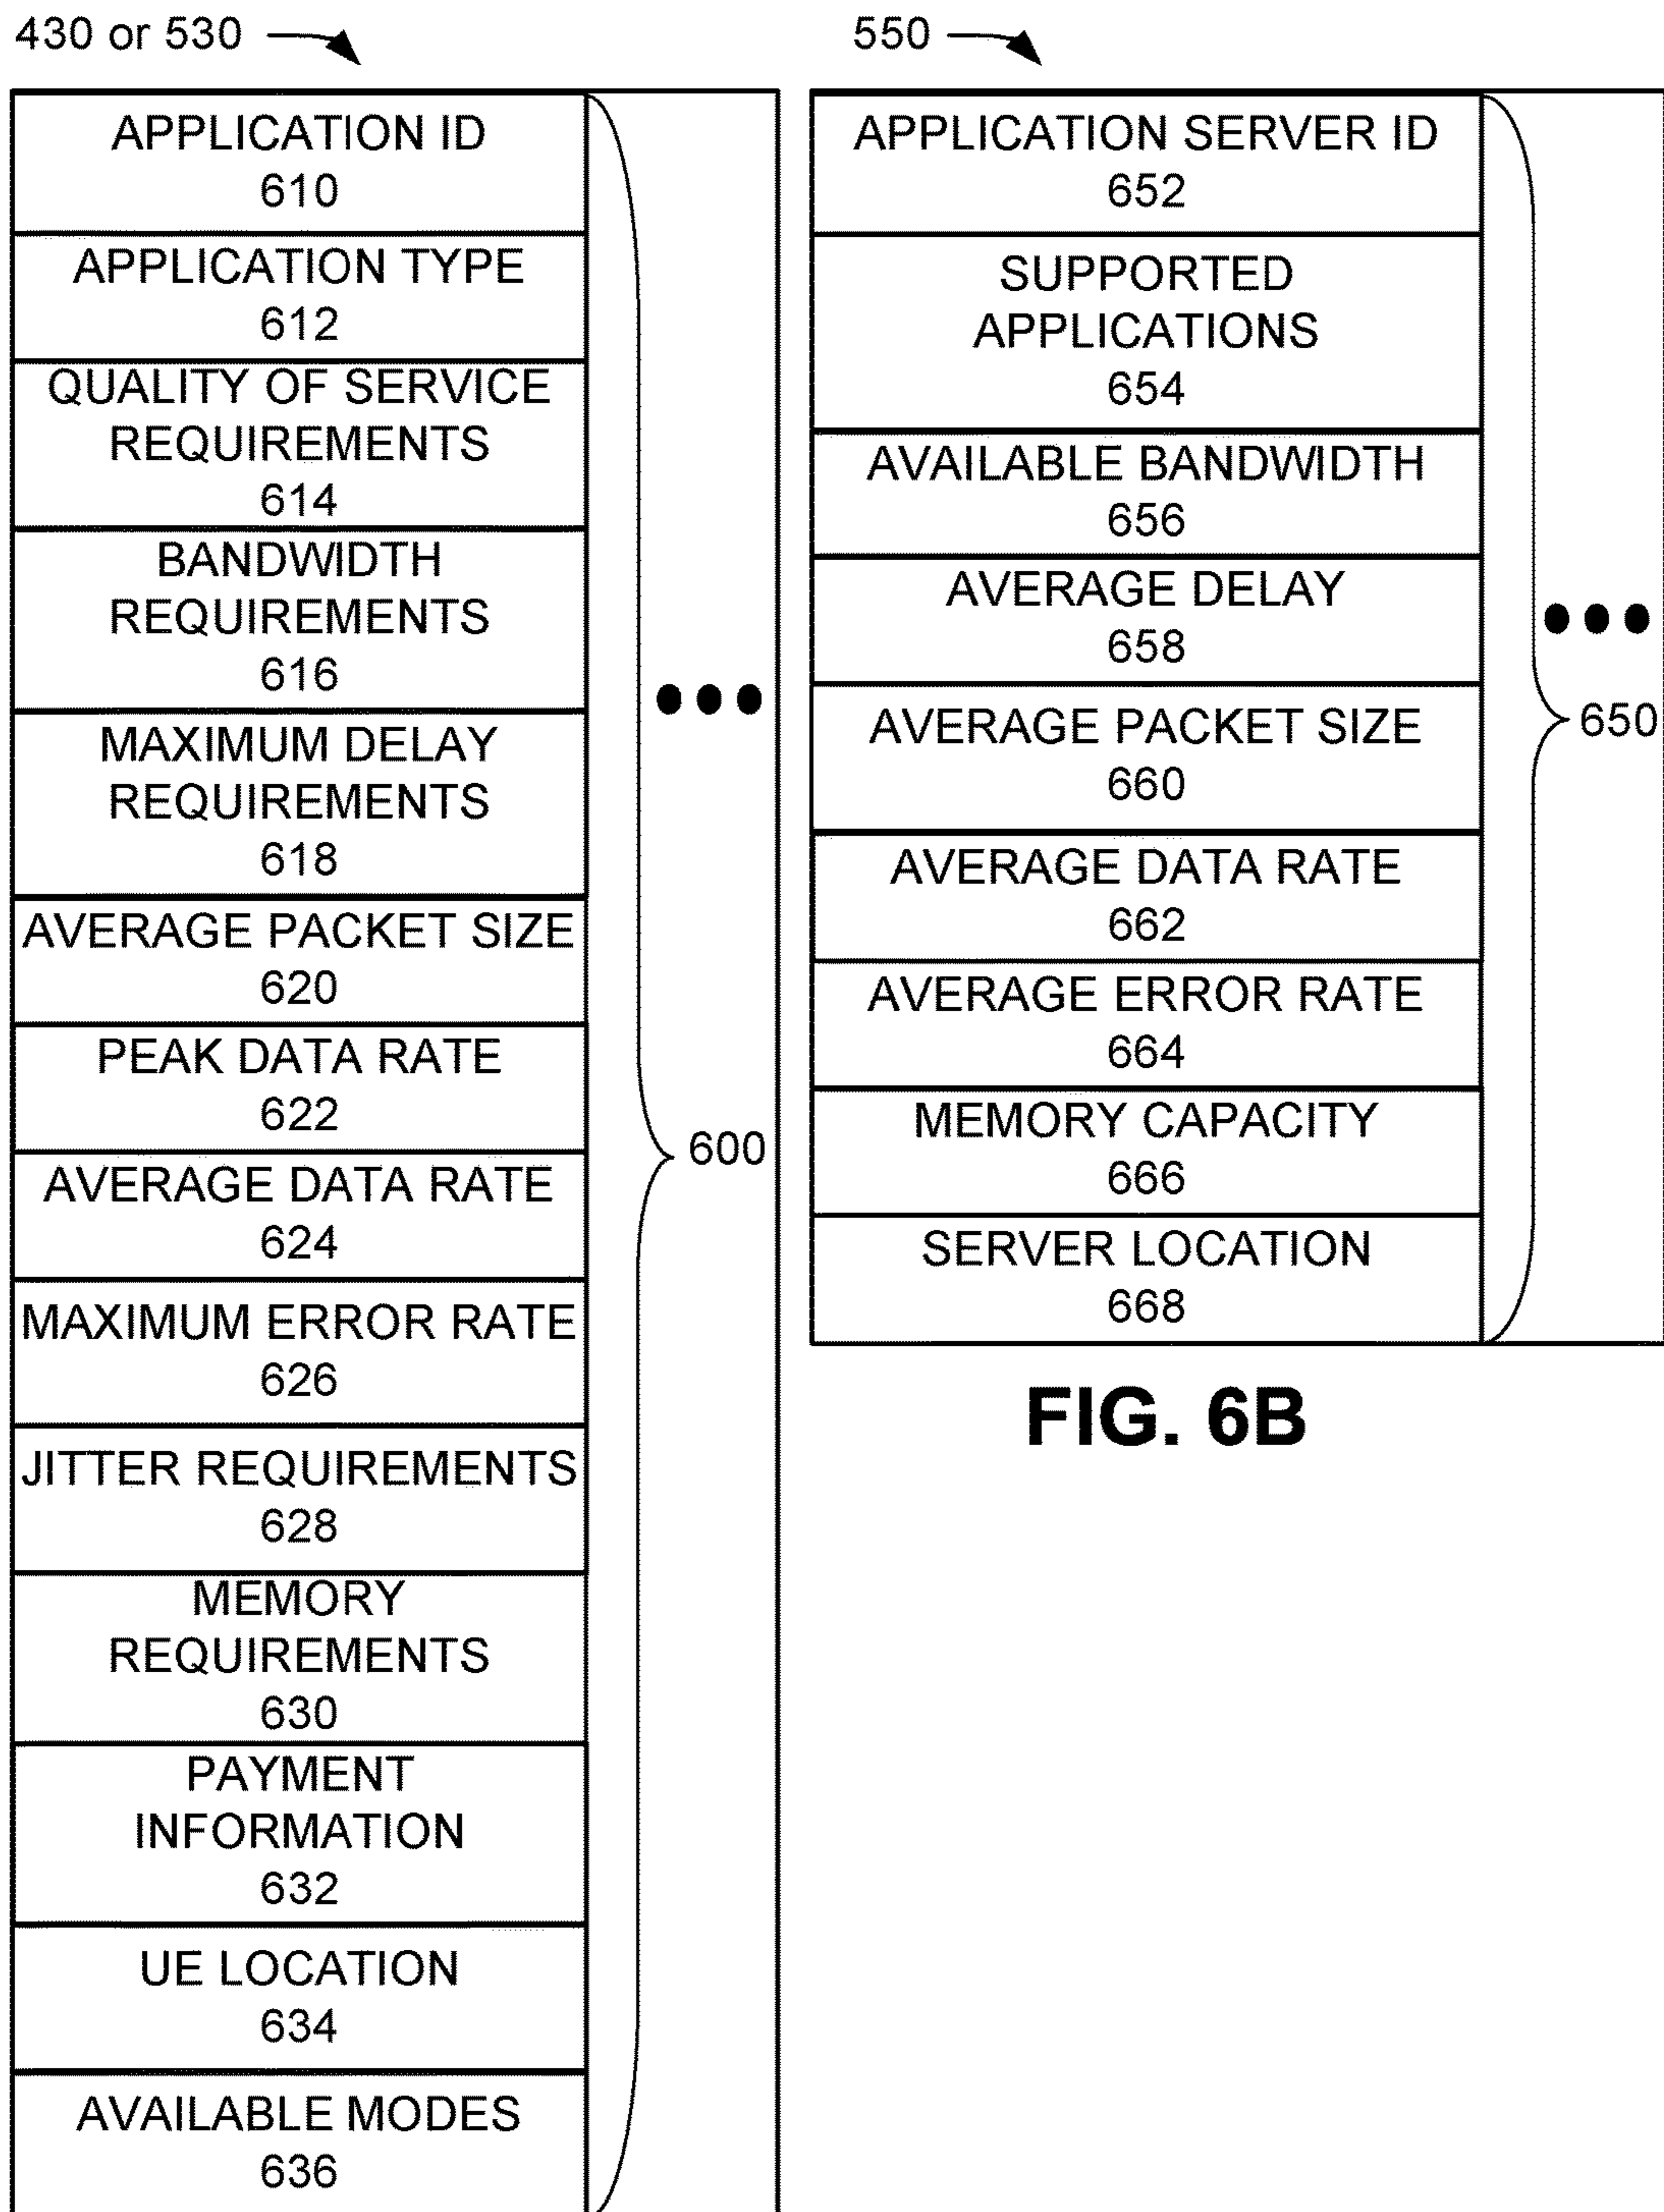 430 or 530
APPLICATION ID
610
APPLICATION TYPE
612
QUALITY OF SERVICE
REQUIREMENTS
614
BANDWIDTH
REQUIREMENTS
616
MAXIMUM DELAY
REQUIREMENTS
618
AVERAGE PACKET SIZE
620
PEAK DATA RATE
622
AVERAGE DATA RATE
624
MAXIMUM ERROR RATE
626
JITTER REQUIREMENTS
628
MEMORY
REQUIREMENTS
630
PAYMENT
INFORMATION
632
UE LOCATION
634
AVAILABLE MODES
636
600
550
APPLICATION SERVER ID
652
SUPPORTED
APPLICATIONS
654
AVAILABLE BANDWIDTH
656
AVERAGE DELAY
658
AVERAGE PACKET SIZE
660
AVERAGE DATA RATE
662
AVERAGE ERROR RATE
664
MEMORY CAPACITY
666
SERVER LOCATION
668
650
FIG. 6B